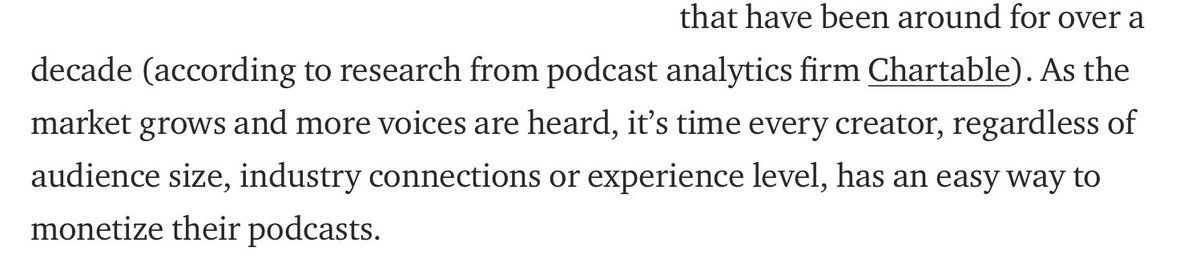 that have been around for over a
decade (according to research from podcast analytics firm Chartable). As the
market grows and more voices are heard, it’s time every creator, regardless of
audience size, industry connections or experience level, has an easy way to
monetize their podcasts.